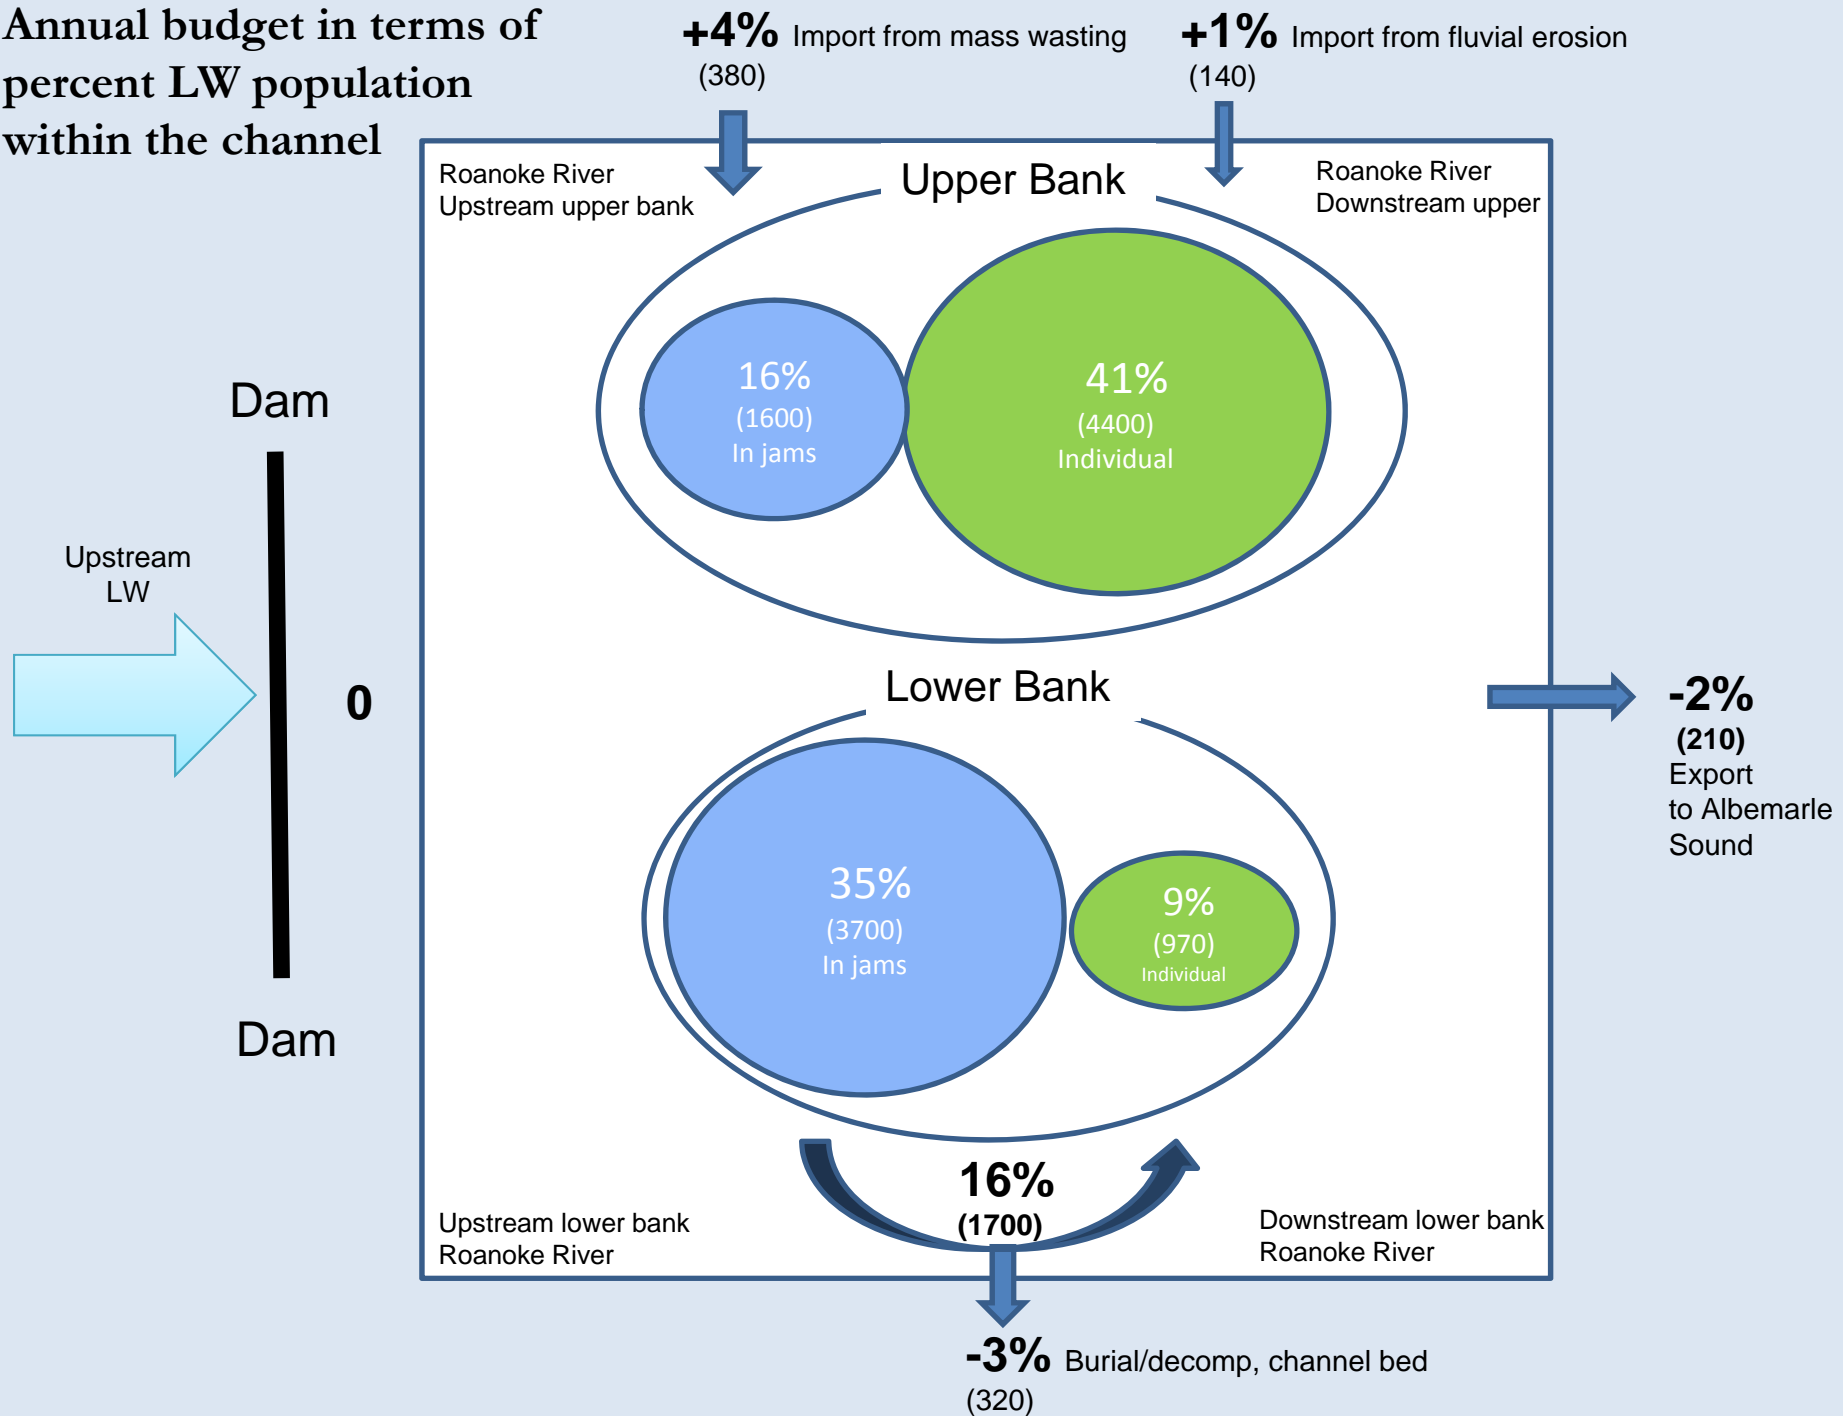 Annual budget in terms of
percent LW population
within the channel
+4% Import from mass wasting
(380)
+1% Import from fluvial erosion
(140)
Roanoke River
Upstream upper bank
Upper Bank
Roanoke River
Downstream upper
16%
(1600)
In jams
41%
(4400)
Individual
Dam
Upstream
LW
0
Dam
Lower Bank
35%
(3700)
In jams
9%
(970)
Individual
-2%
(210)
Export
to Albemarle
Sound
16%
(1700)
Upstream lower bank
Roanoke River
Downstream lower bank
Roanoke River
-3% Burial/decomp, channel bed
(320)